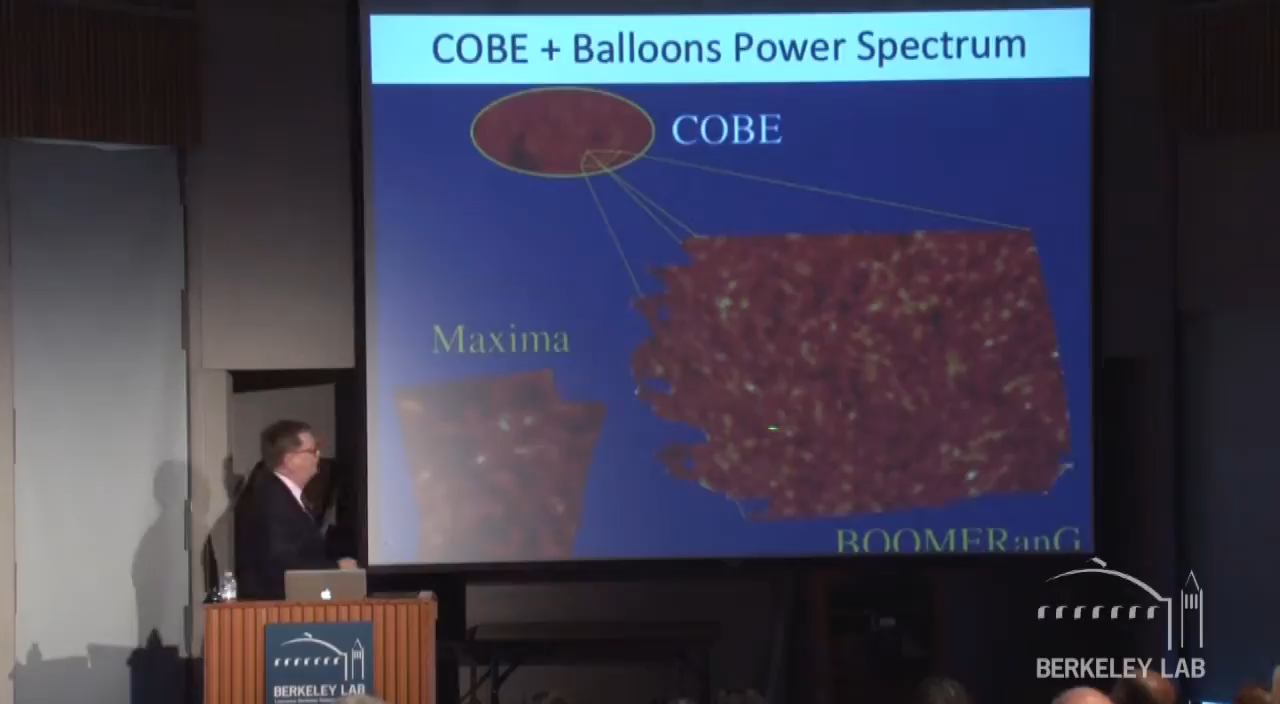 COBE + Balloons Power Spectrum
COBE
Maxima
BOOMERanG
BERKELEY LAB
BERKELEY LAB